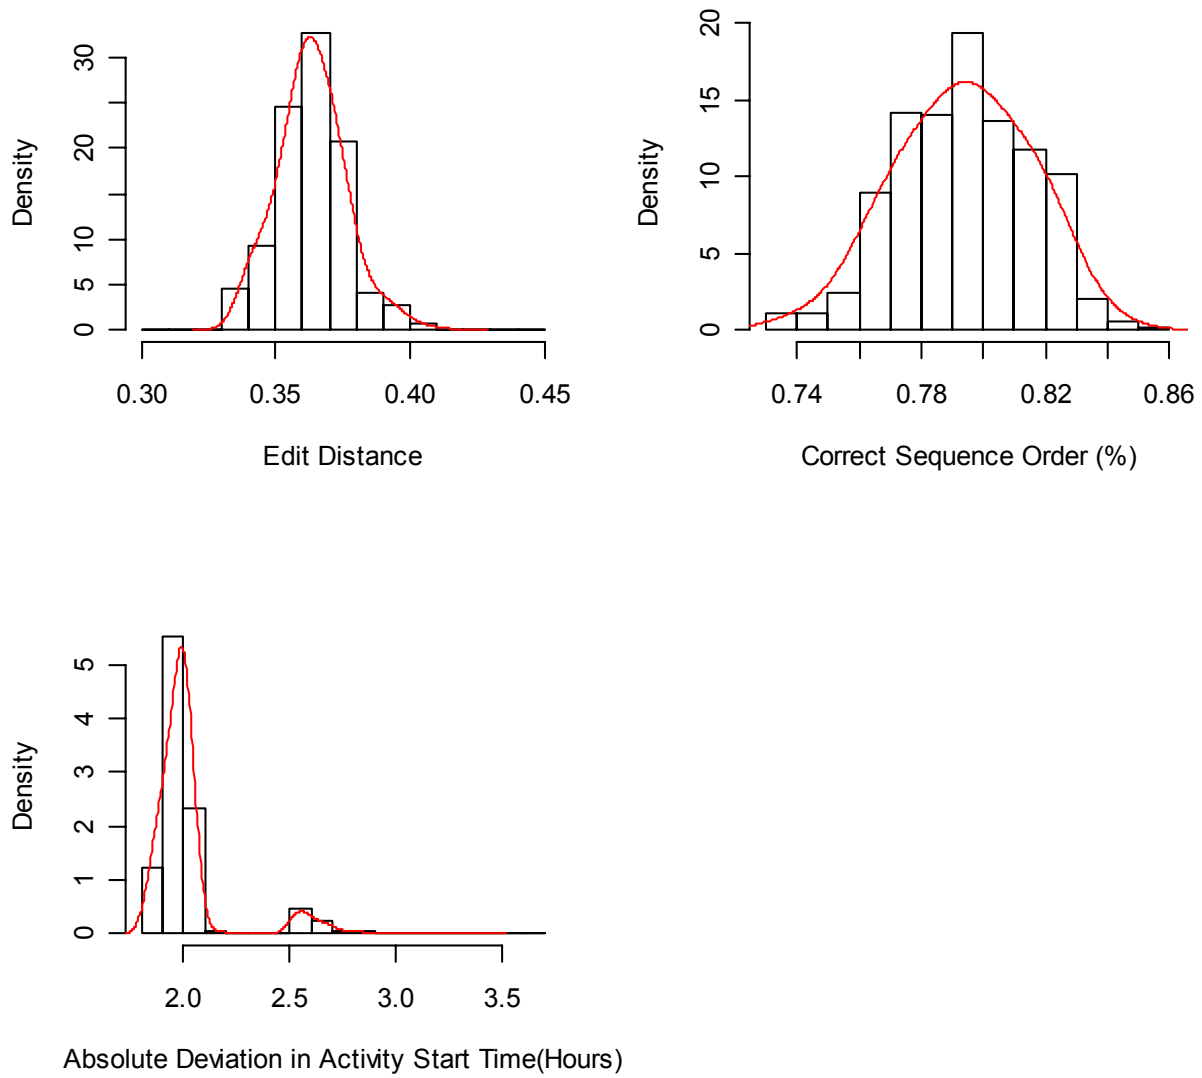 Density
30
20
10
5
0
0.30 0.35 0.40 0.45
Edit Distance
Density
20
15
10
5
0
0.74 0.78 0.82 0.86
Correct Sequence Order (%)
Density
5
4
3
2
1
0
2.0 2.5 3.0 3.5
Absolute Deviation in Activity Start Time(Hours)